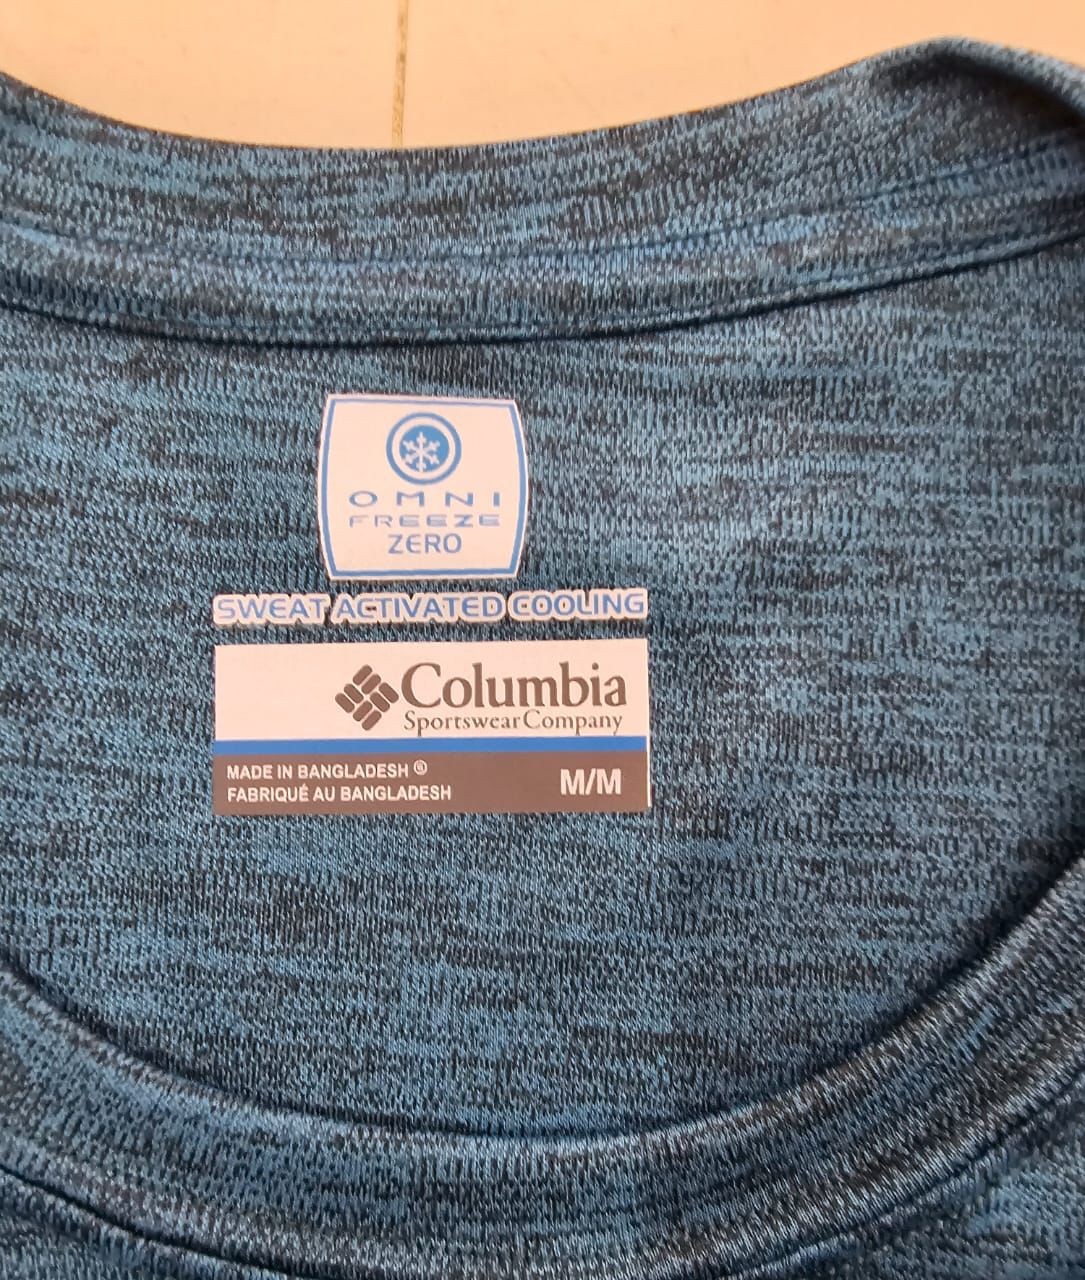 OMNI
FREEZE
ZERO
SWEAT ACTIVATED COOLING
Columbia
Sportswear Company
MADE IN BANGLADESH ®
FABRIQUÉ AU BANGLADESH
M/M